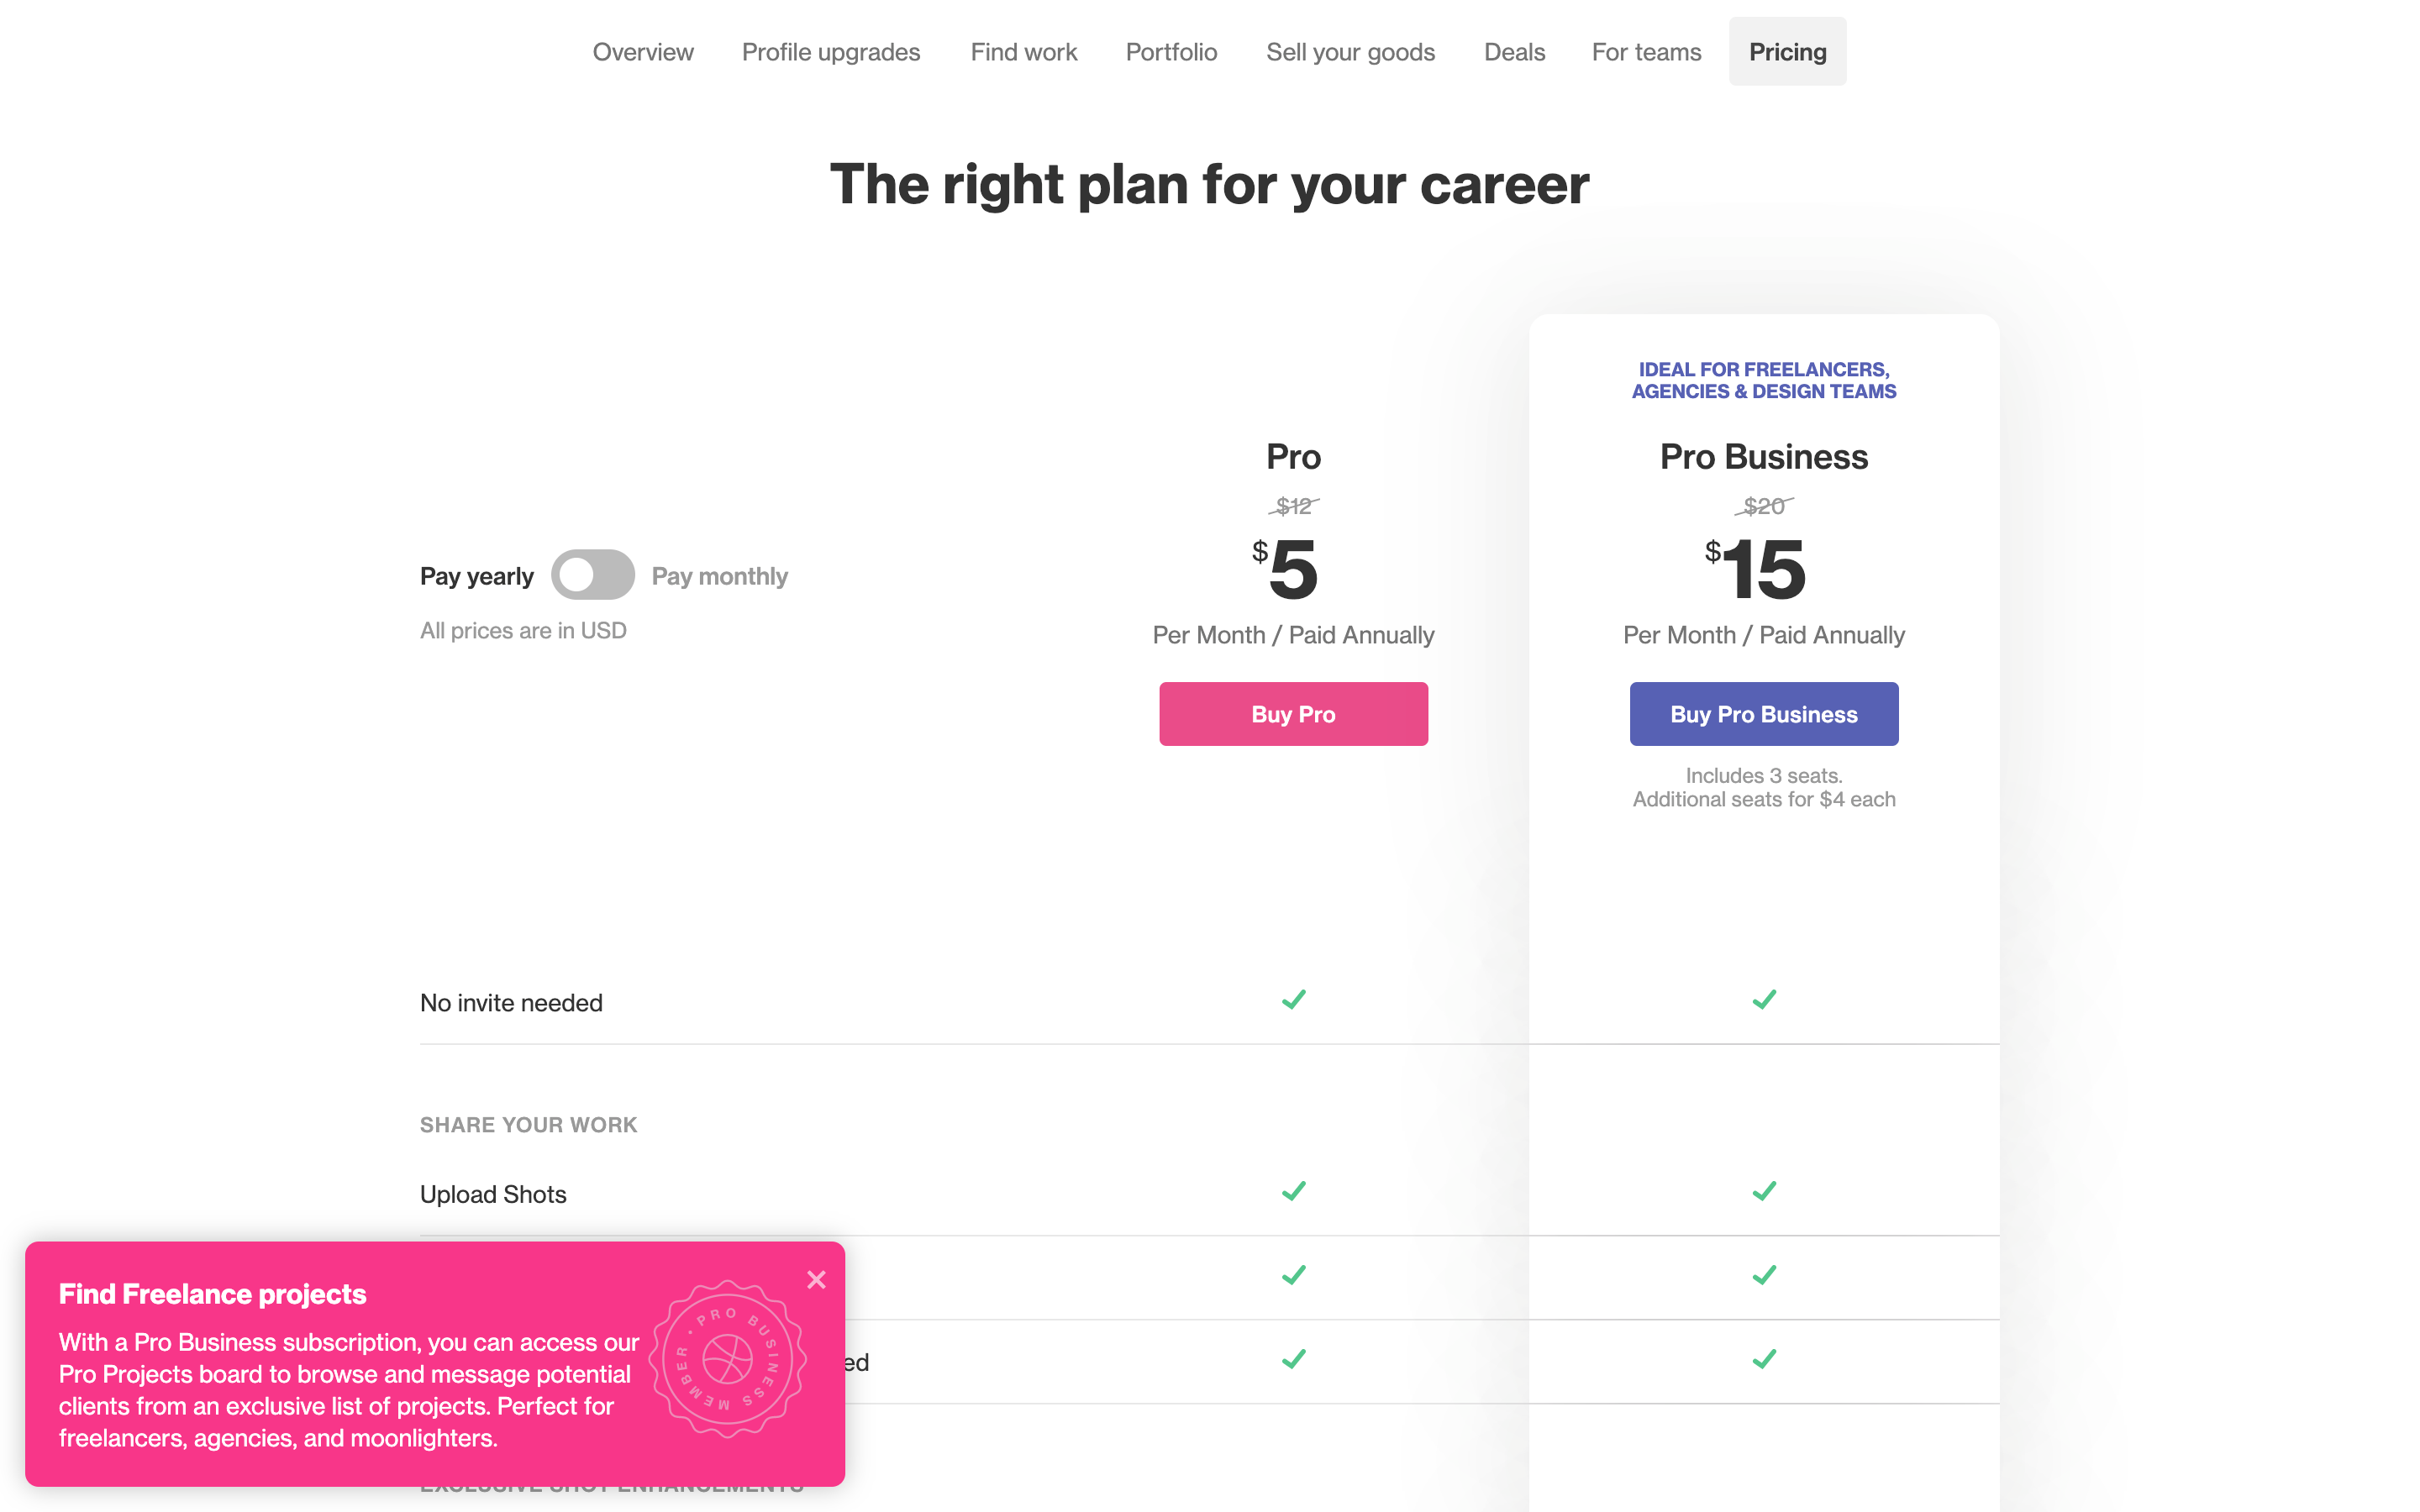 Overview Profile upgrades Find work Portfolio Sell your goods Deals For teams Pricing
The right plan for your career
IDEAL FOR FREELANCERS,
AGENCIES & DESIGN TEAMS
Pro Pro Business
$12 $20
$5 $15
Pay yearly Pay monthly
All prices are in USD
Per Month / Paid Annually Per Month / Paid Annually
Buy Pro Buy Pro Business
Includes 3 seats.
Additional seats for $4 each
No invite needed
SHARE YOUR WORK
Upload Shots
ed
Find Freelance projects
With a Pro Business subscription, you can access our
Pro Projects board to browse and message potential
clients from an exclusive list of projects. Perfect for
freelancers, agencies, and moonlighters.
PRO BUSINESS MEMBER •
EXCLUSIVE SHOT ENHANCEMENTS